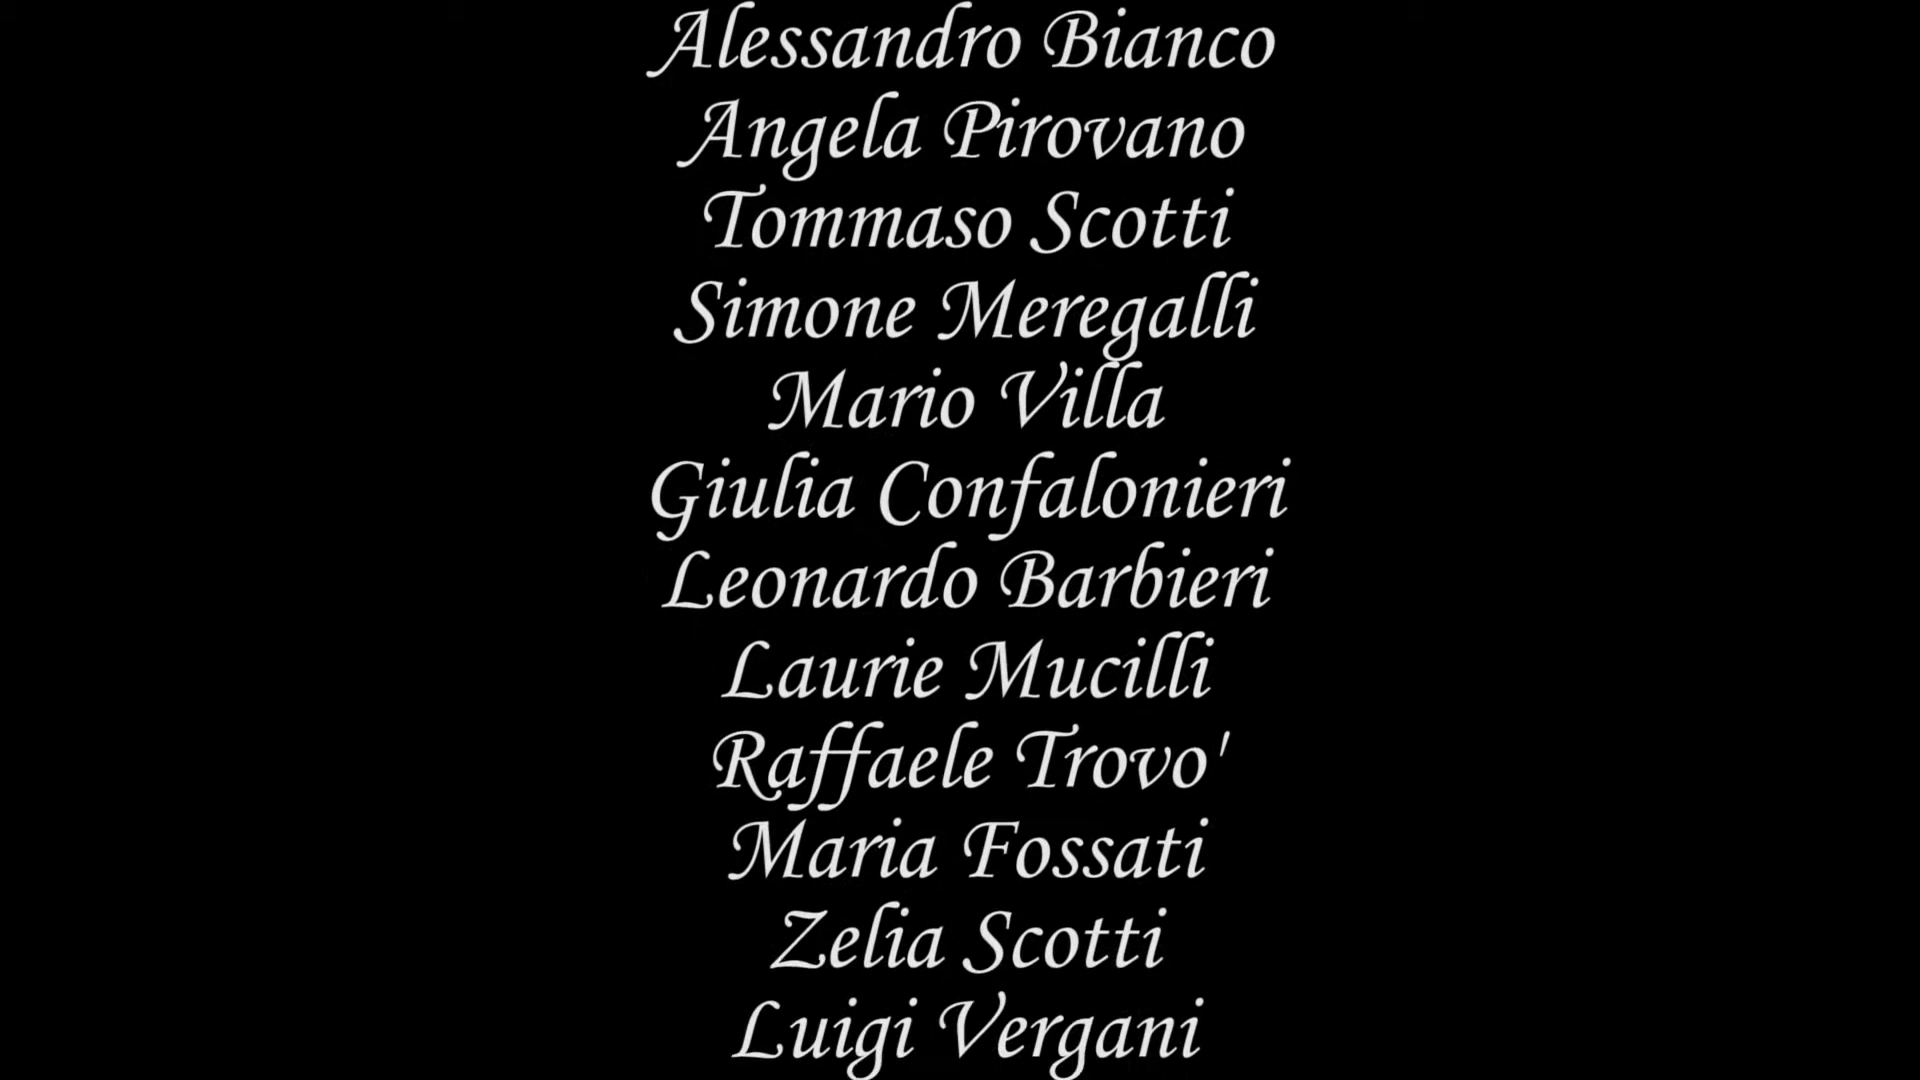 Alessandro Bianco
Angela Pirovano
Tommaso Scotti
Simone Meregalli
Mario Villa
Giulia Confalonieri
Leonardo Barbieri
Laurie Mucilli
Raffaele Trovo'
Maria Fossati
Zelia Scotti
Luigi Vergani